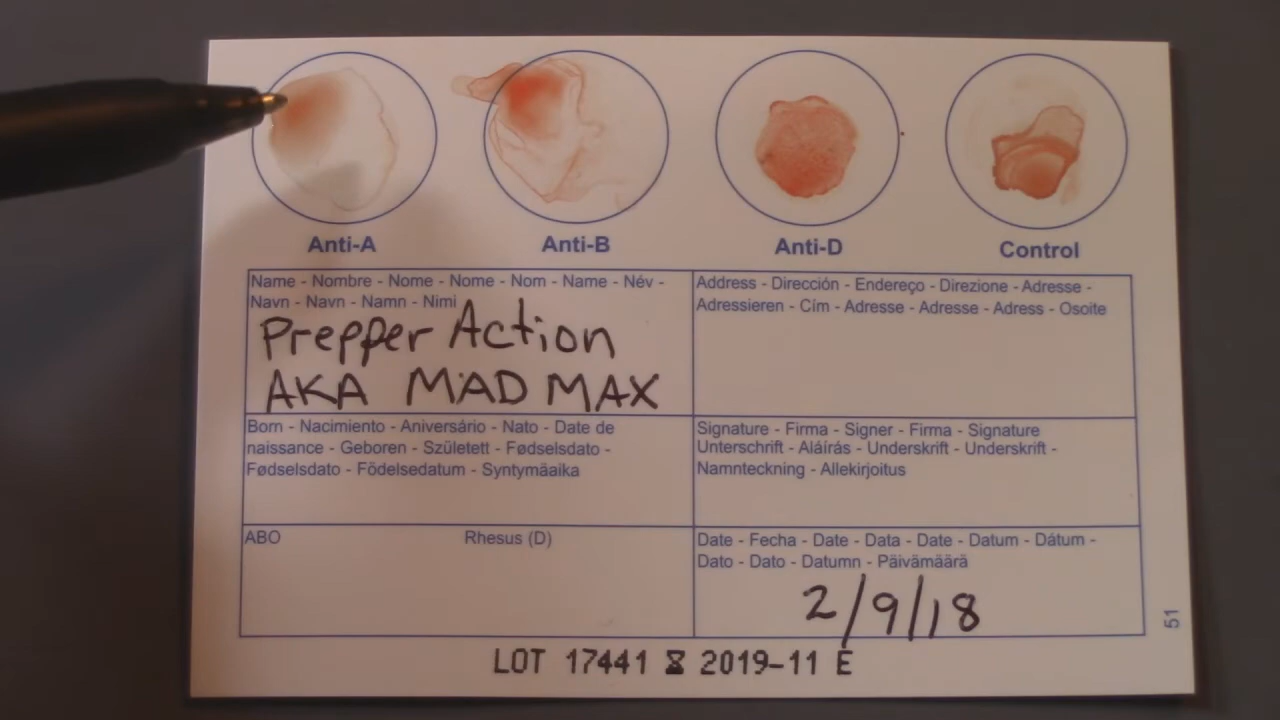 Anti-A Anti-B Anti-D Control
Name - Nombre - Nome - Nome - Nom - Name - Név -
Navn - Navn - Namn - Nimi
Prepper Action
AKA MAD MAX
Address - Dirección - Endereço - Direzione - Adresse -
Adressieren - Cím - Adresse - Adresse - Adress - Osoite
Born - Nacimiento - Aniversário - Nato - Date de
naissance - Geboren - Született - Fødselsdato -
Fødselsdato - Födelsedatum - Syntymäaika
Signature - Firma - Signer - Firma - Signature
Unterschrift - Aláírás - Underskrift - Underskrift -
Namnteckning - Allekirjoitus
ABO Rhesus (D)
Date - Fecha - Date - Data - Date - Datum - Dátum -
Dato - Dato - Datumn - Päivämäärä
2/9/18
51
LOT 17441 ⧗ 2019-11 E